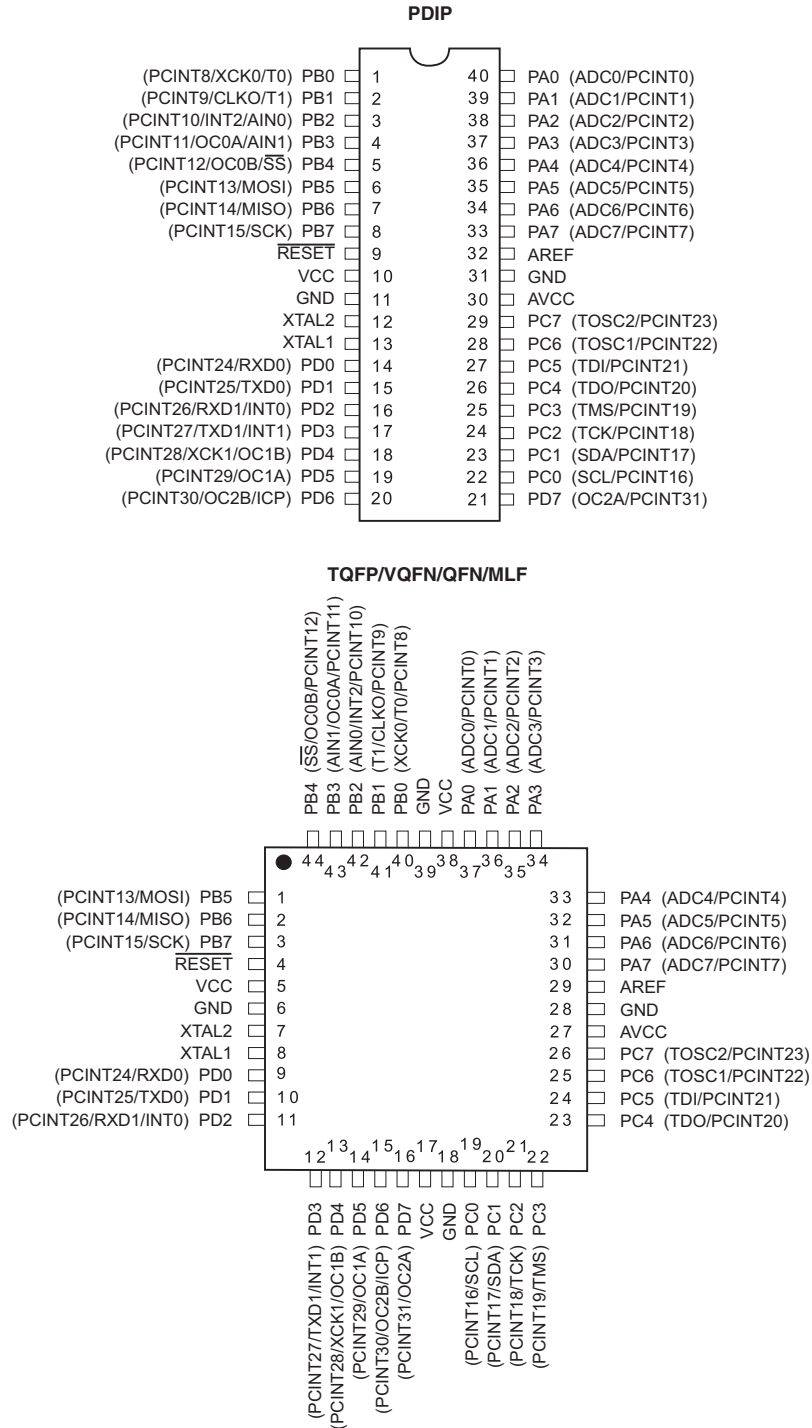 PDIP
(PCINT8/XCK0/T0) PB0 1 40 PA0 (ADC0/PCINT0)
(PCINT9/CLKO/T1) PB1 2 39 PA1 (ADC1/PCINT1)
(PCINT10/INT2/AIN0) PB2 3 38 PA2 (ADC2/PCINT2)
(PCINT11/OC0A/AIN1) PB3 4 37 PA3 (ADC3/PCINT3)
(PCINT12/OC0B/SS) PB4 5 36 PA4 (ADC4/PCINT4)
(PCINT13/MOSI) PB5 6 35 PA5 (ADC5/PCINT5)
(PCINT14/MISO) PB6 7 34 PA6 (ADC6/PCINT6)
(PCINT15/SCK) PB7 8 33 PA7 (ADC7/PCINT7)
RESET 9 32 AREF
VCC 10 31 GND
GND 11 30 AVCC
XTAL2 12 29 PC7 (TOSC2/PCINT23)
XTAL1 13 28 PC6 (TOSC1/PCINT22)
(PCINT24/RXD0) PD0 14 27 PC5 (TDI/PCINT21)
(PCINT25/TXD0) PD1 15 26 PC4 (TDO/PCINT20)
(PCINT26/RXD1/INT0) PD2 16 25 PC3 (TMS/PCINT19)
(PCINT27/TXD1/INT1) PD3 17 24 PC2 (TCK/PCINT18)
(PCINT28/XCK1/OC1B) PD4 18 23 PC1 (SDA/PCINT17)
(PCINT29/OC1A) PD5 19 22 PC0 (SCL/PCINT16)
(PCINT30/OC2B/ICP) PD6 20 21 PD7 (OC2A/PCINT31)
TQFP/VQFN/QFN/MLF
PB4 (SS/OC0B/PCINT12)
PB3 (AIN1/OC0A/PCINT11)
PB2 (AIN0/INT2/PCINT10)
PB1 (T1/CLKO/PCINT9)
PB0 (XCK0/T0/PCINT8)
GND
VCC
PA0 (ADC0/PCINT0)
PA1 (ADC1/PCINT1)
PA2 (ADC2/PCINT2)
PA3 (ADC3/PCINT3)
44 43 42 41 40 39 38 37 36 35 34
(PCINT13/MOSI) PB5 1 33 PA4 (ADC4/PCINT4)
(PCINT14/MISO) PB6 2 32 PA5 (ADC5/PCINT5)
(PCINT15/SCK) PB7 3 31 PA6 (ADC6/PCINT6)
RESET 4 30 PA7 (ADC7/PCINT7)
VCC 5 29 AREF
GND 6 28 GND
XTAL2 7 27 AVCC
XTAL1 8 26 PC7 (TOSC2/PCINT23)
(PCINT24/RXD0) PD0 9 25 PC6 (TOSC1/PCINT22)
(PCINT25/TXD0) PD1 10 24 PC5 (TDI/PCINT21)
(PCINT26/RXD1/INT0) PD2 11 23 PC4 (TDO/PCINT20)
12 13 14 15 16 17 18 19 20 21 22
(PCINT27/TXD1/INT1) PD3
(PCINT28/XCK1/OC1B) PD4
(PCINT29/OC1A) PD5
(PCINT30/OC2B/ICP) PD6
(PCINT31/OC2A) PD7
VCC
GND
(PCINT16/SCL) PC0
(PCINT17/SDA) PC1
(PCINT18/TCK) PC2
(PCINT19/TMS) PC3